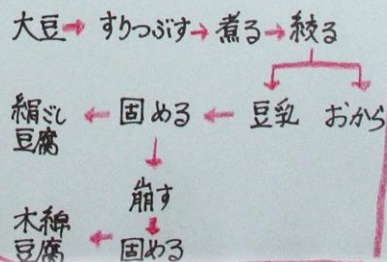 大豆→すりつぶす→煮る→絞る
絹ごし豆腐←固める←豆乳 おから
崩す
木綿豆腐←固める